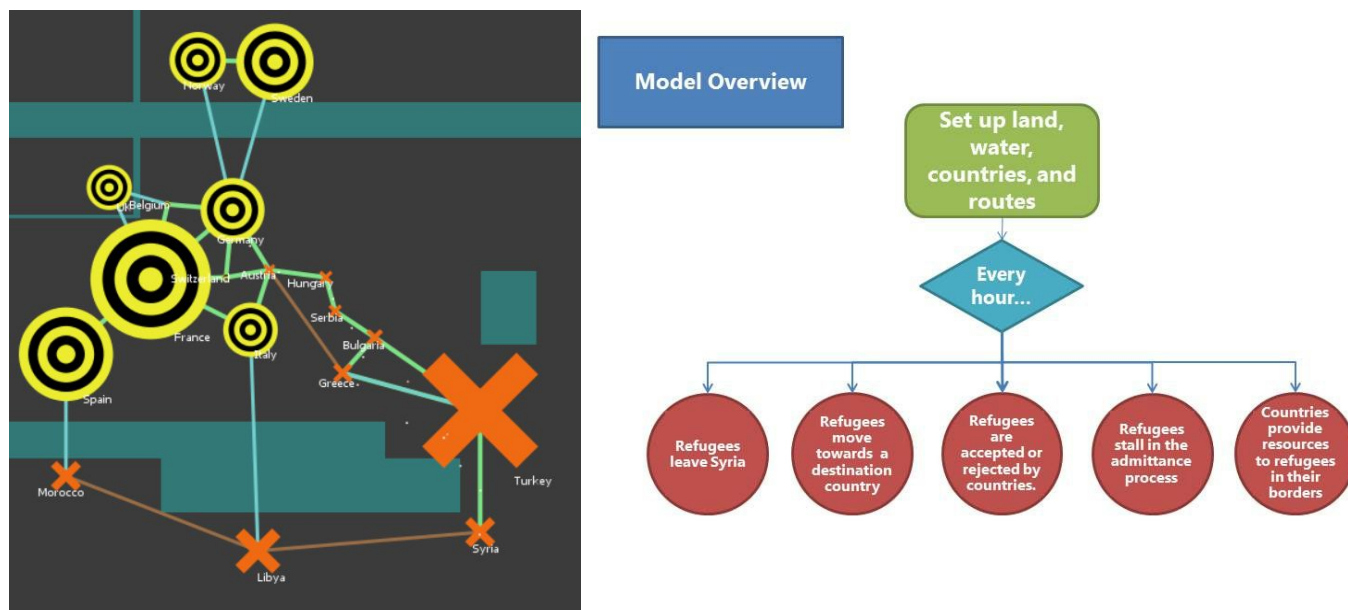 Norway
Sweden
UK
Belgium
Germany
Switzerland
Austria
Hungary
Serbia
France
Italy
Bulgaria
Greece
Spain
Turkey
Morocco
Syria
Libya
Model Overview
Set up land,
water,
countries, and
routes
Every
hour...
Refugees
leave Syria
Refugees
move
towards a
destination
country
Refugees
are
accepted or
rejected by
countries.
Refugees
stall in the
admittance
process
Countries
provide
resources
to refugees
in their
borders